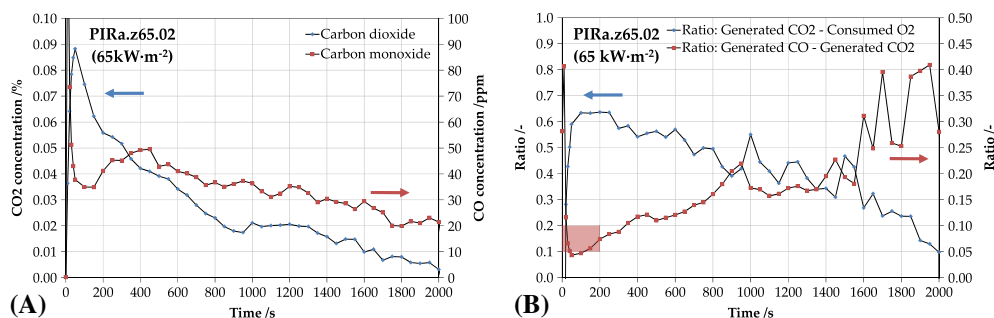 PIRa.z65.02
(65kW·m-²)
Carbon dioxide
Carbon monoxide
CO2 concentration /%
0.10
0.09
0.08
0.07
0.06
0.05
0.04
0.03
0.02
0.01
0.00
100
90
80
70
60
50
40
30
20
10
0
CO concentration /ppm
0 200 400 600 800 1000 1200 1400 1600 1800 2000
Time /s
(A)
PIRa.z65.02
(65 kW·m-²)
Ratio: Generated CO2 - Consumed O2
Ratio: Generated CO - Generated CO2
Ratio /-
1.0
0.9
0.8
0.7
0.6
0.5
0.4
0.3
0.2
0.1
0.0
0.50
0.45
0.40
0.35
0.30
0.25
0.20
0.15
0.10
0.05
0.00
Ratio /-
0 200 400 600 800 1000 1200 1400 1600 1800 2000
Time /s
(B)